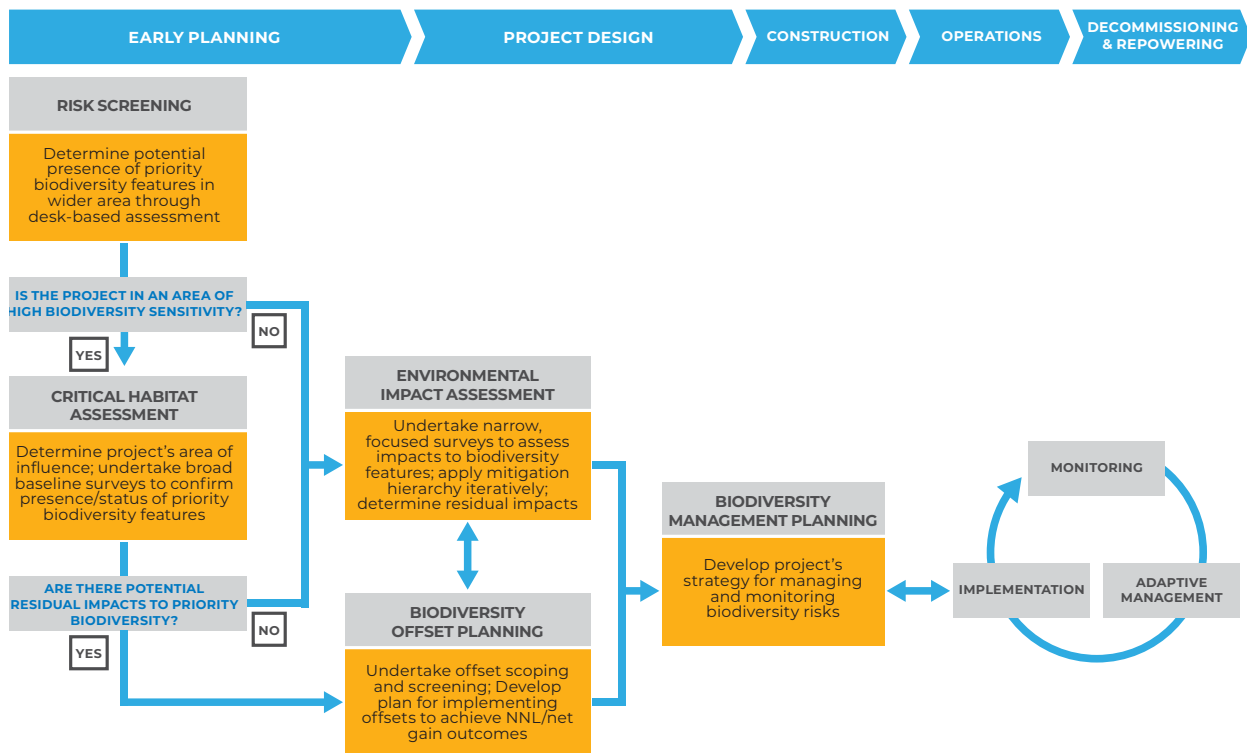 EARLY PLANNING
PROJECT DESIGN
CONSTRUCTION
OPERATIONS
DECOMMISSIONING
& REPOWERING
RISK SCREENING
Determine potential
presence of priority
biodiversity features in
wider area through
desk-based assessment
IS THE PROJECT IN AN AREA OF
HIGH BIODIVERSITY SENSITIVITY?
NO
YES
CRITICAL HABITAT
ASSESSMENT
Determine project's area of
influence; undertake broad
baseline surveys to confirm
presence/status of priority
biodiversity features
ARE THERE POTENTIAL
RESIDUAL IMPACTS TO PRIORITY
BIODIVERSITY?
NO
YES
ENVIRONMENTAL
IMPACT ASSESSMENT
Undertake narrow,
focused surveys to assess
impacts to biodiversity
features; apply mitigation
hierarchy iteratively;
determine residual impacts
BIODIVERSITY
OFFSET PLANNING
Undertake offset scoping
and screening; Develop
plan for implementing
offsets to achieve NNL/net
gain outcomes
BIODIVERSITY
MANAGEMENT PLANNING
Develop project's
strategy for managing
and monitoring
biodiversity risks
MONITORING
IMPLEMENTATION
ADAPTIVE
MANAGEMENT